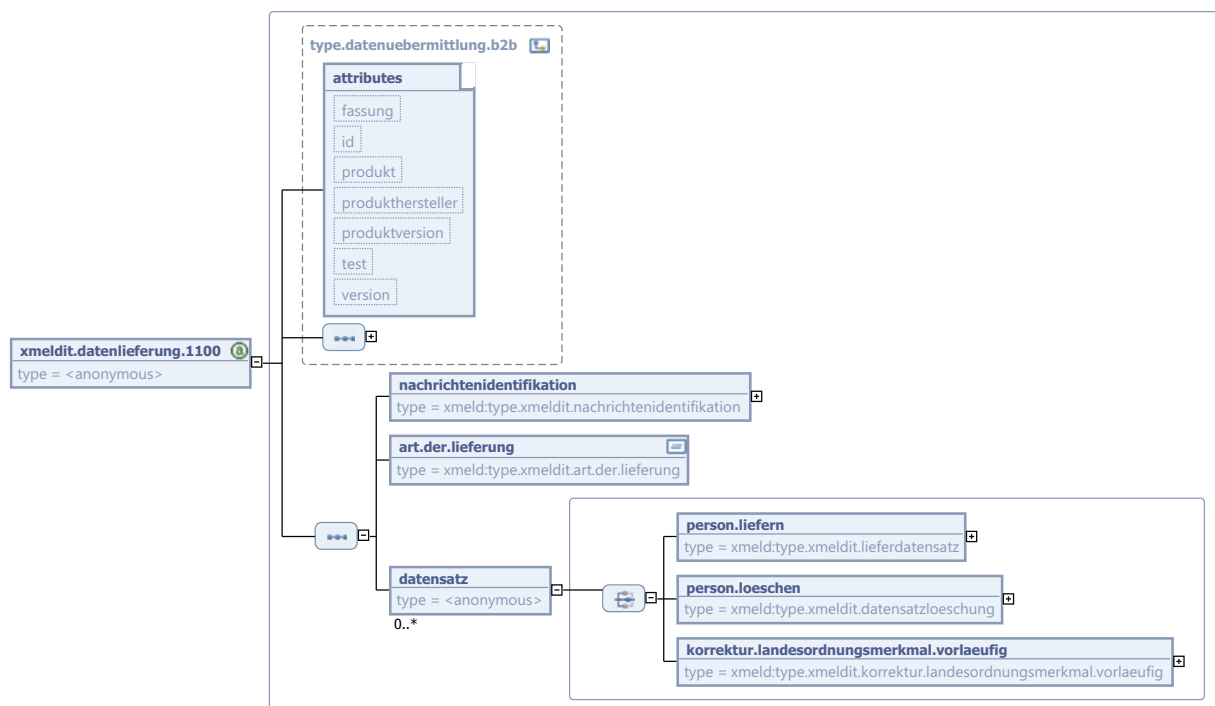 type.datenuebermittlung.b2b
attributes
fassung
id
produkt
produkthersteller
produktversion
test
version
xmeldit.datenlieferung.1100
type = <anonymous>
nachrichtenidentifikation
type = xmeld:type.xmeldit.nachrichtenidentifikation
art.der.lieferung
type = xmeld:type.xmeldit.art.der.lieferung
datensatz
type = <anonymous>
0..*
person.liefern
type = xmeld:type.xmeldit.lieferdatensatz
person.loeschen
type = xmeld:type.xmeldit.datensatzloeschung
korrektur.landesordnungsmerkmal.vorlaeufig
type = xmeld:type.xmeldit.korrektur.landesordnungsmerkmal.vorlaeufig